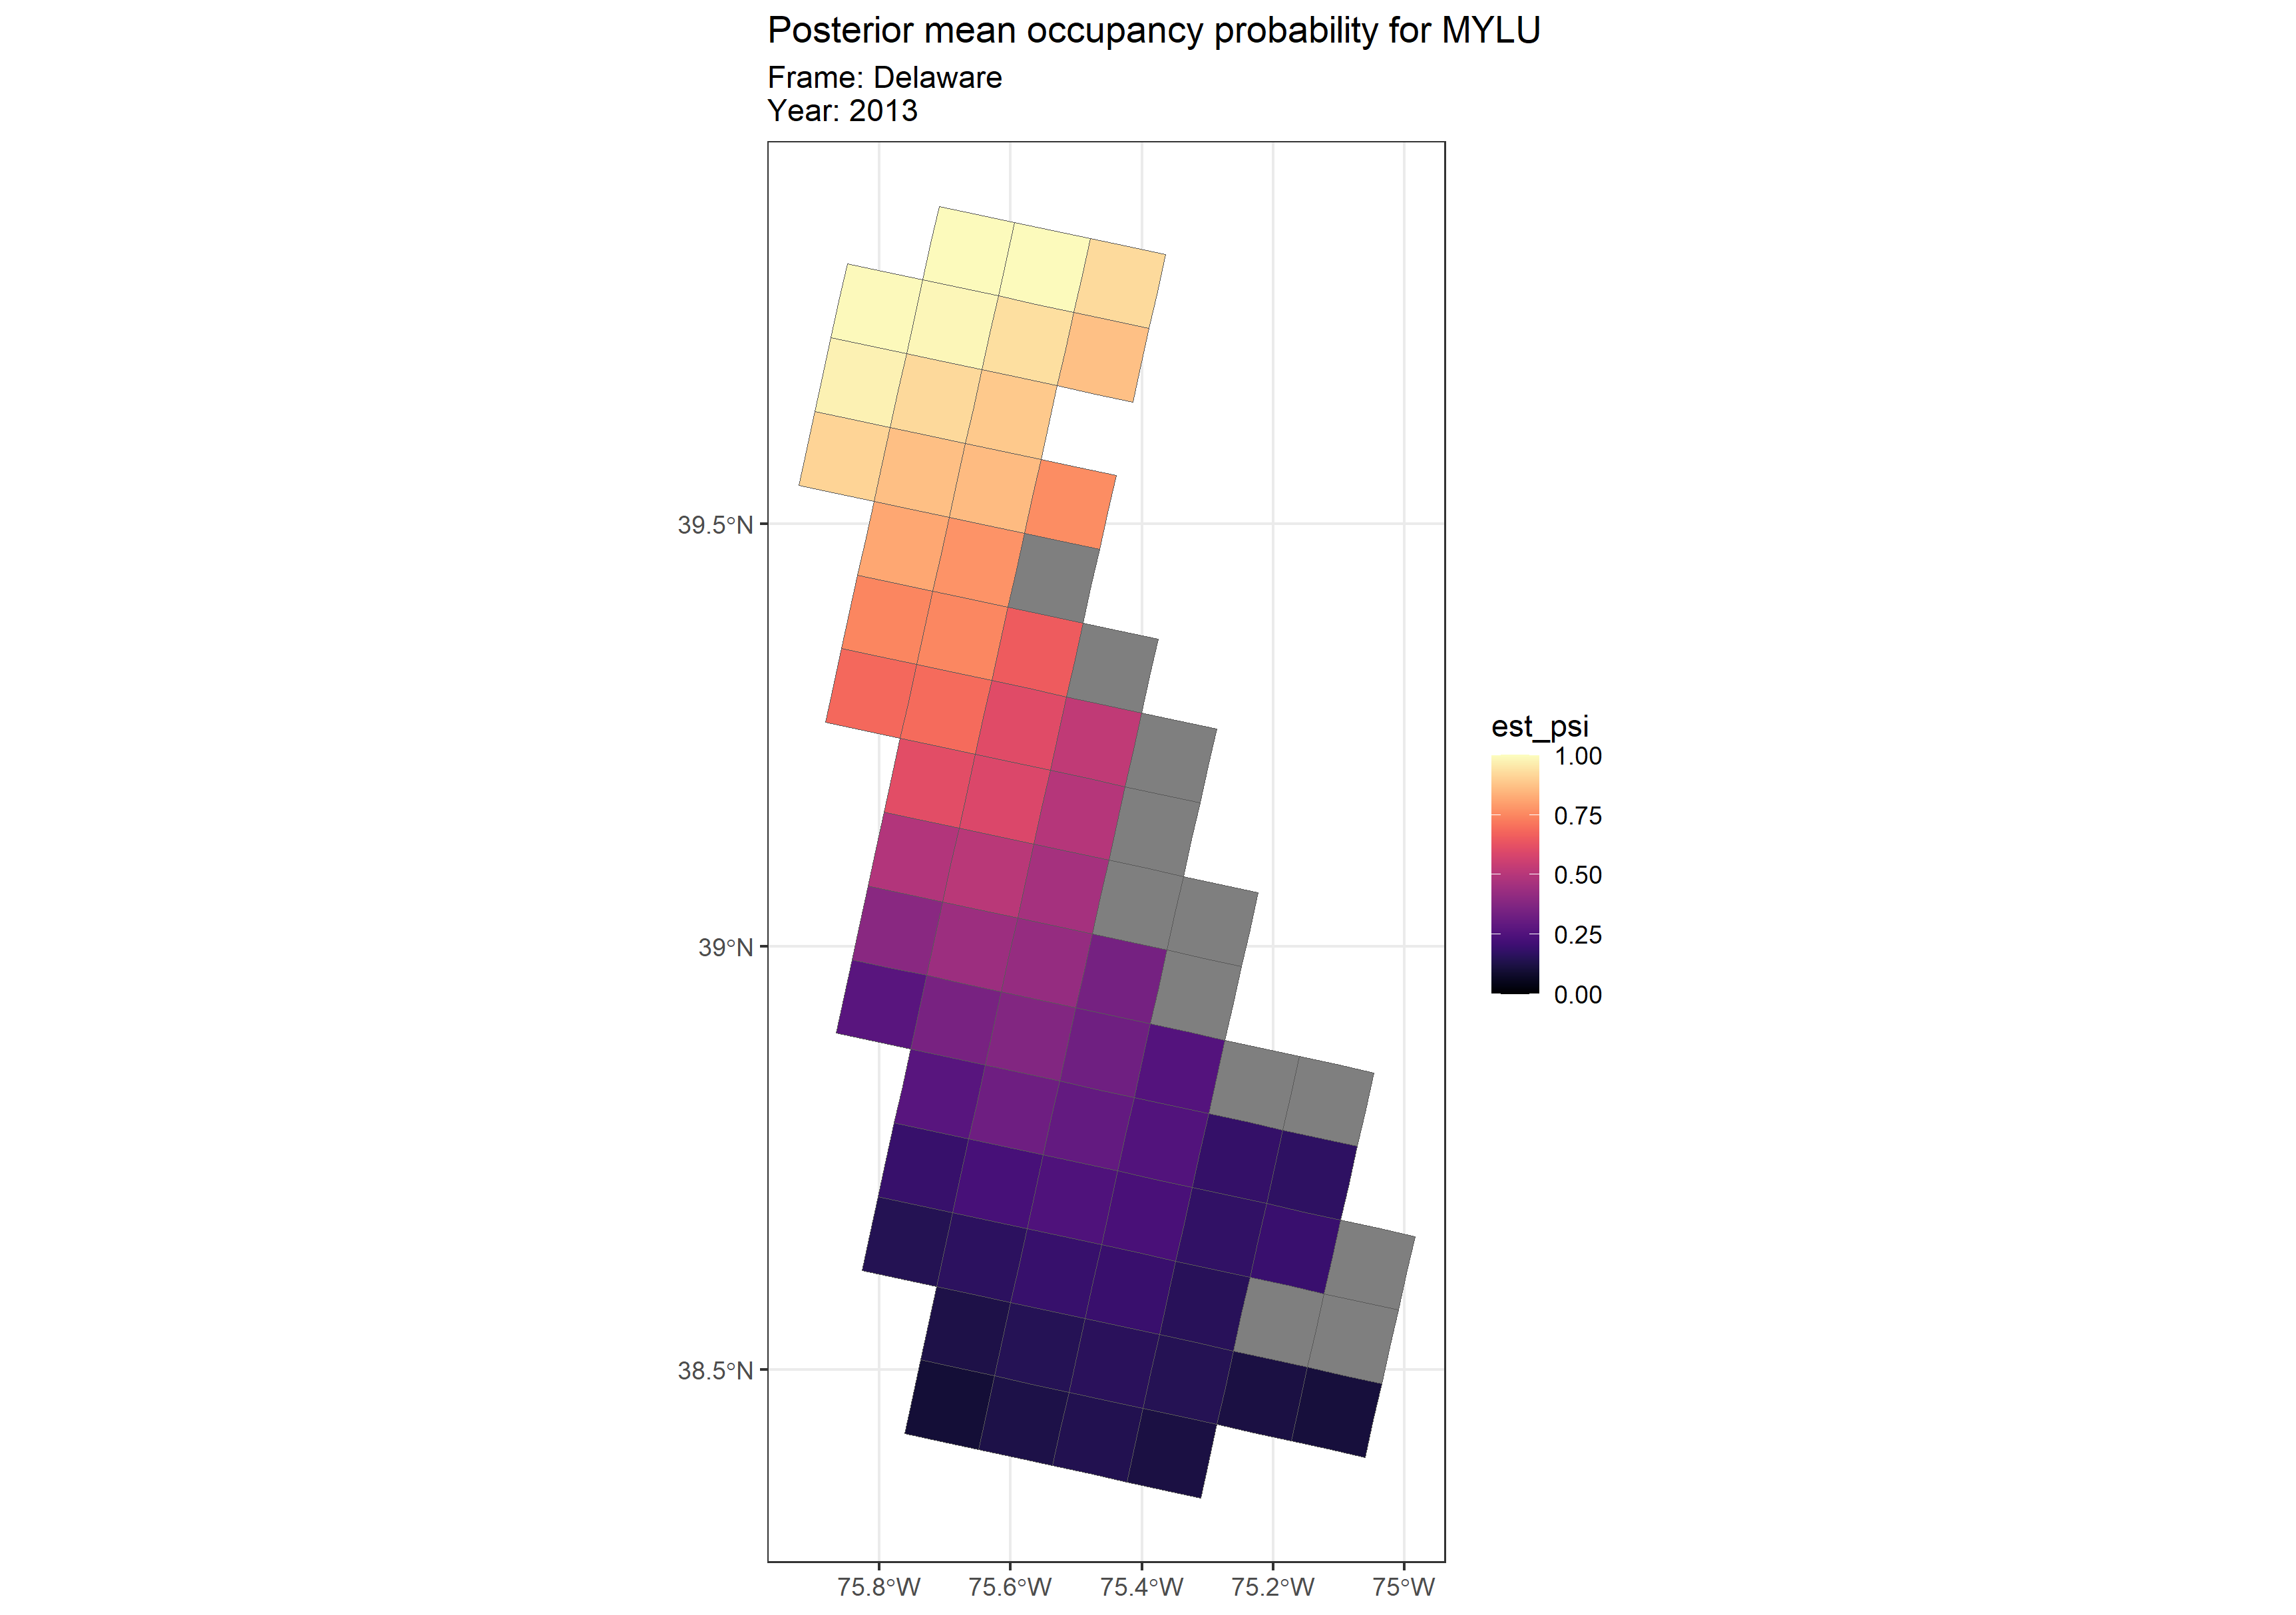 Posterior mean occupancy probability for MYLU
Frame: Delaware
Year: 2013
39.5°N
39°N
38.5°N
75.8°W
75.6°W
75.4°W
75.2°W
75°W
est_psi
1.00
0.75
0.50
0.25
0.00